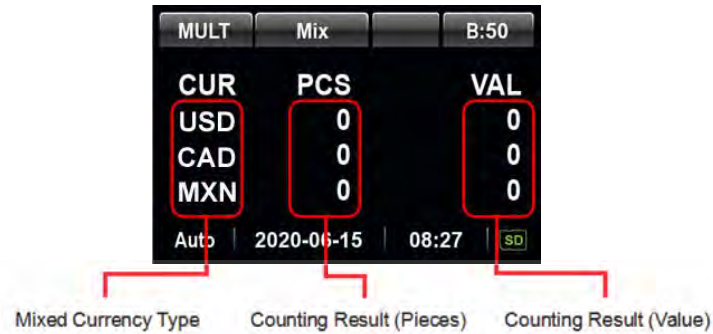 MULT Mix B:50
CUR PCS VAL
USD 0 0
CAD 0 0
MXN 0 0
Auto 2020-06-15 08:27 SD
Mixed Currency Type Counting Result (Pieces) Counting Result (Value)